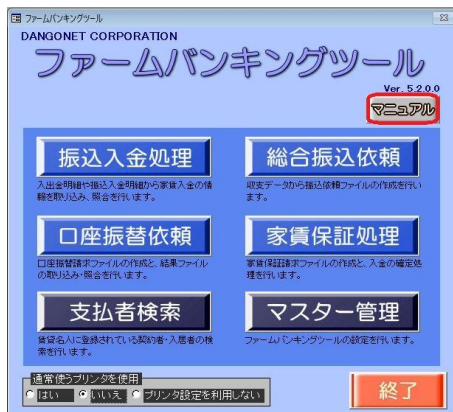 ファームバンキングツール
DANGONET CORPORATION
ファームバンキングツール
Ver. 5.2.0.0
マニュアル
振込入金処理
総合振込依頼
入出金明細や振込入金明細から家賃入金の情
報を取り込み、照合を行います。
収支データから振込依頼ファイルの作成を行い
ます。
口座振替依頼
家賃保証処理
口座振替請求ファイルの作成と、結果ファイル
の取り込み・照合を行います。
家賃保証請求ファイルの作成と、入金の確定処
理を行います。
支払者検索
マスター管理
賃貸名人に登録されている契約者・入居者の検
索を行います。
ファームバンキングツールの設定を行います。
通常使うプリンタを使用
はい いいえ プリンタ設定を利用しない
終了